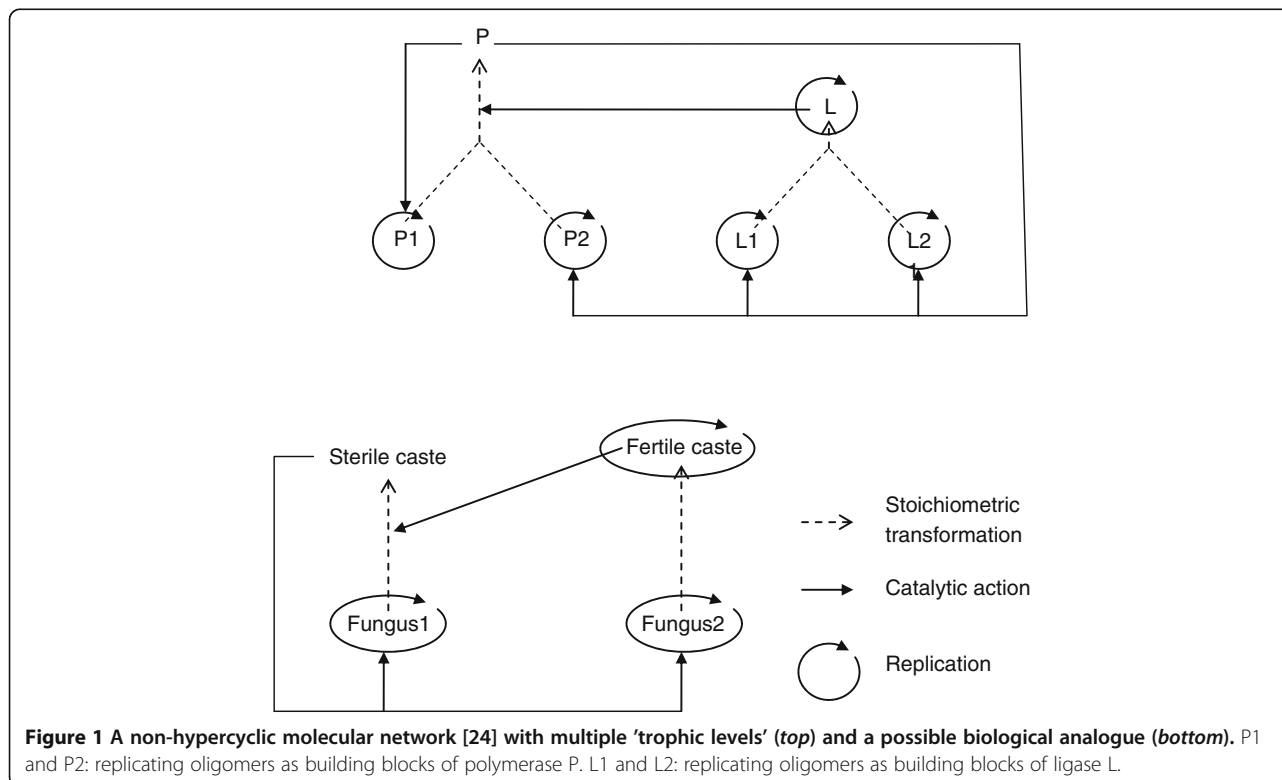 P
L
P1
P2
L1
L2
Sterile caste
Fertile caste
Fungus1
Fungus2
Stoichiometric
transformation
Catalytic action
Replication
Figure 1 A non-hypercyclic molecular network [24] with multiple 'trophic levels' (top) and a possible biological analogue (bottom). P1
and P2: replicating oligomers as building blocks of polymerase P. L1 and L2: replicating oligomers as building blocks of ligase L.